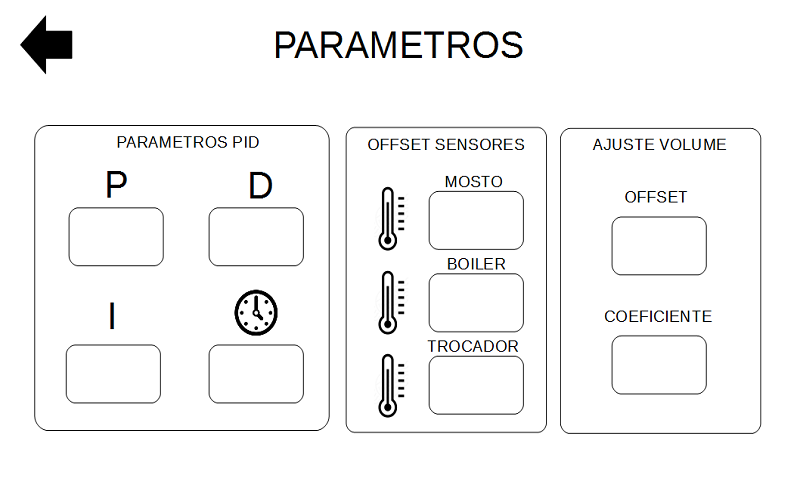 PARAMETROS
PARAMETROS PID
P
D
I
OFFSET SENSORES
MOSTO
BOILER
TROCADOR
AJUSTE VOLUME
OFFSET
COEFICIENTE